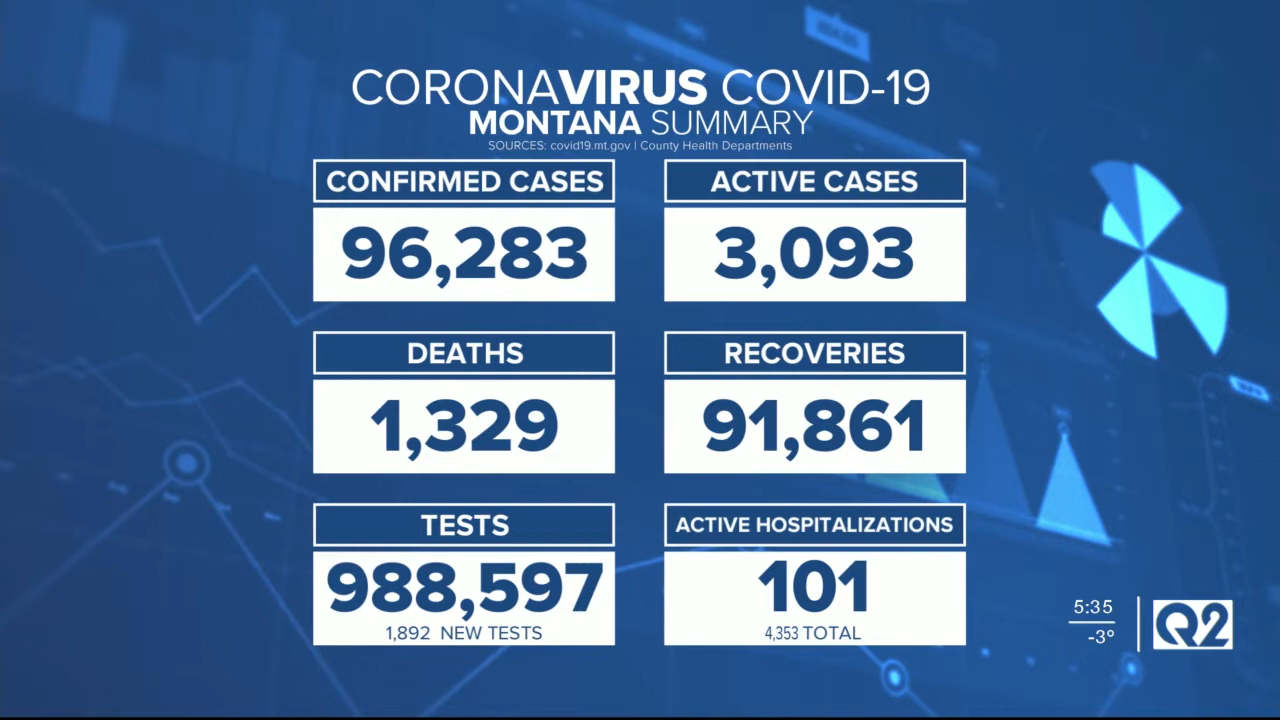 CORONAVIRUS COVID-19
MONTANA SUMMARY
SOURCES: covid19.mt.gov | County Health Departments
CONFIRMED CASES
96,283
ACTIVE CASES
3,093
DEATHS
1,329
RECOVERIES
91,861
TESTS
988,597
1,892 NEW TESTS
ACTIVE HOSPITALIZATIONS
101
4,353 TOTAL
5:35
-3°
Q2